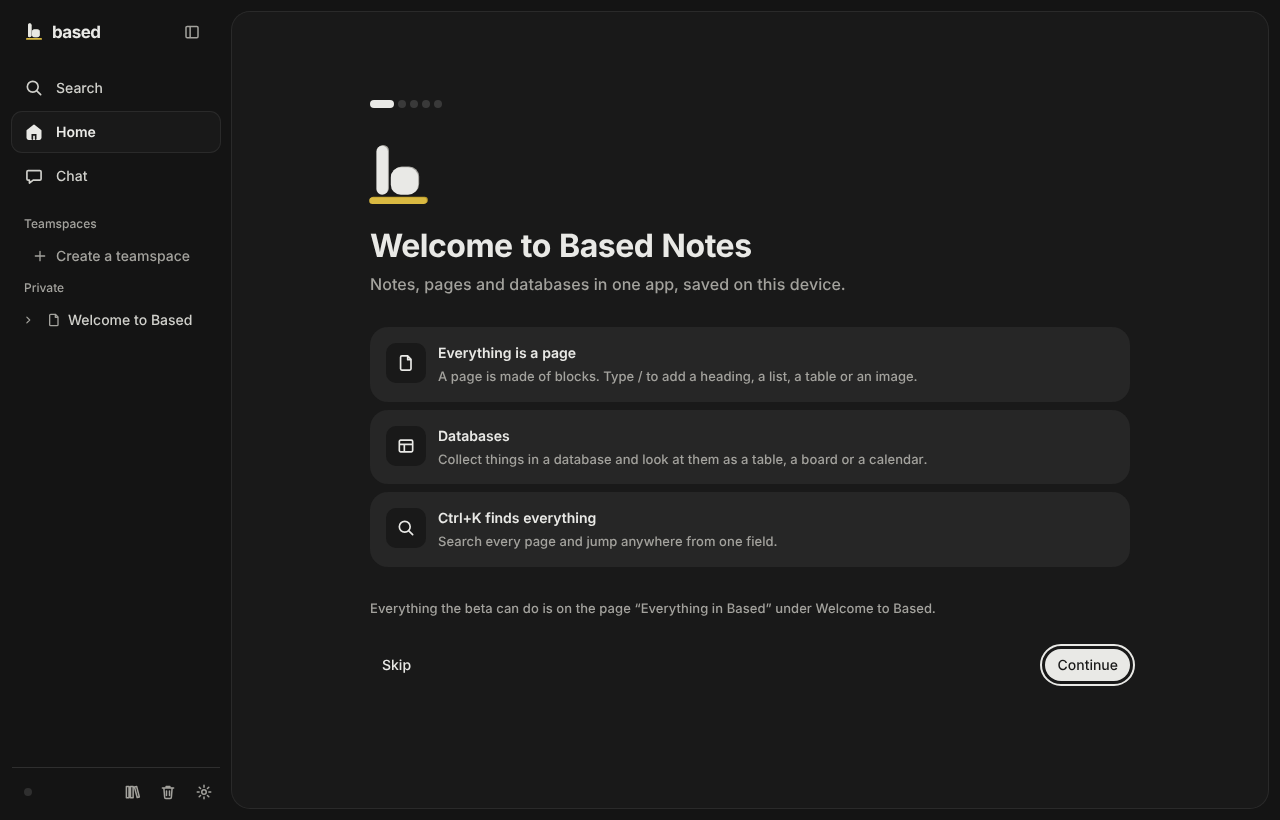 based
Search
Home
Chat
Teamspaces
Create a teamspace
Private
Welcome to Based
Welcome to Based Notes
Notes, pages and databases in one app, saved on this device.
Everything is a page
A page is made of blocks. Type / to add a heading, a list, a table or an image.
Databases
Collect things in a database and look at them as a table, a board or a calendar.
Ctrl+K finds everything
Search every page and jump anywhere from one field.
Everything the beta can do is on the page “Everything in Based” under Welcome to Based.
Skip
Continue